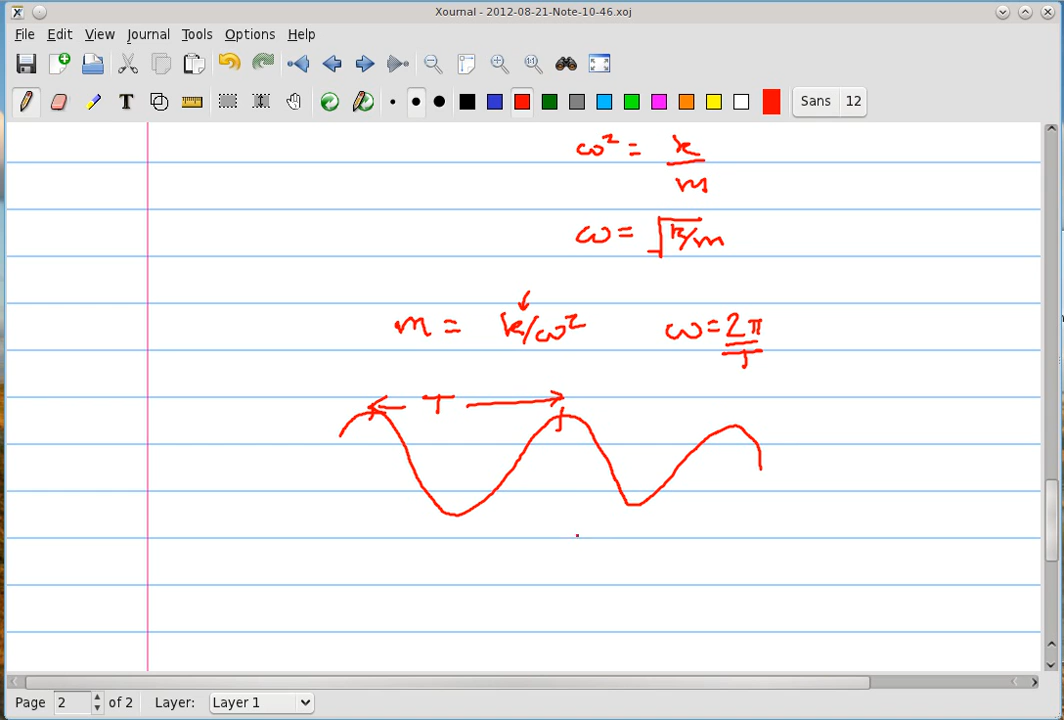 Xournal - 2012-08-21-Note-10-46.xoj
File Edit View Journal Tools Options Help
Sans 12
ω² = k/m
ω = √k/m
m = k/ω² ω = 2π/T
T
Page 2 of 2 Layer: Layer 1